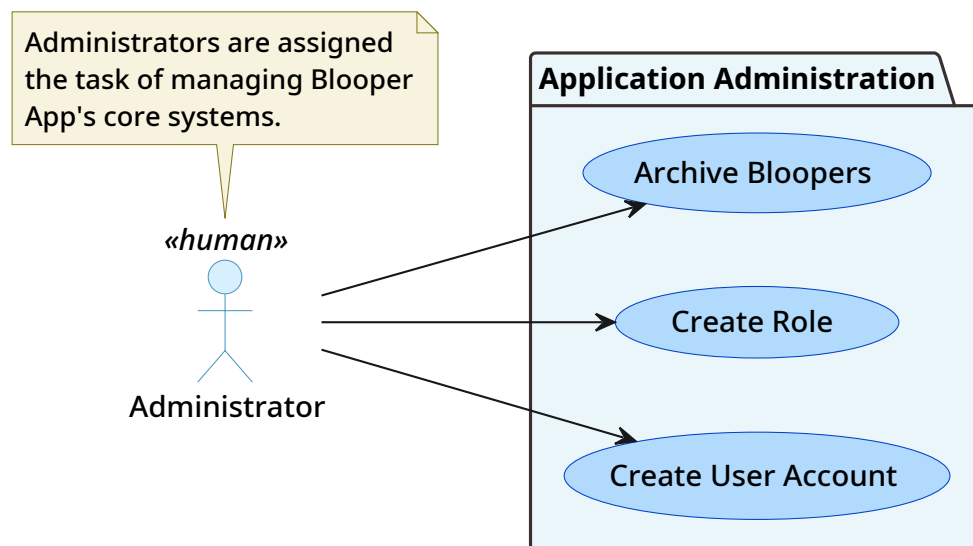 Administrators are assigned
the task of managing Blooper
App's core systems.
«human»
Administrator
Application Administration
Archive Bloopers
Create Role
Create User Account